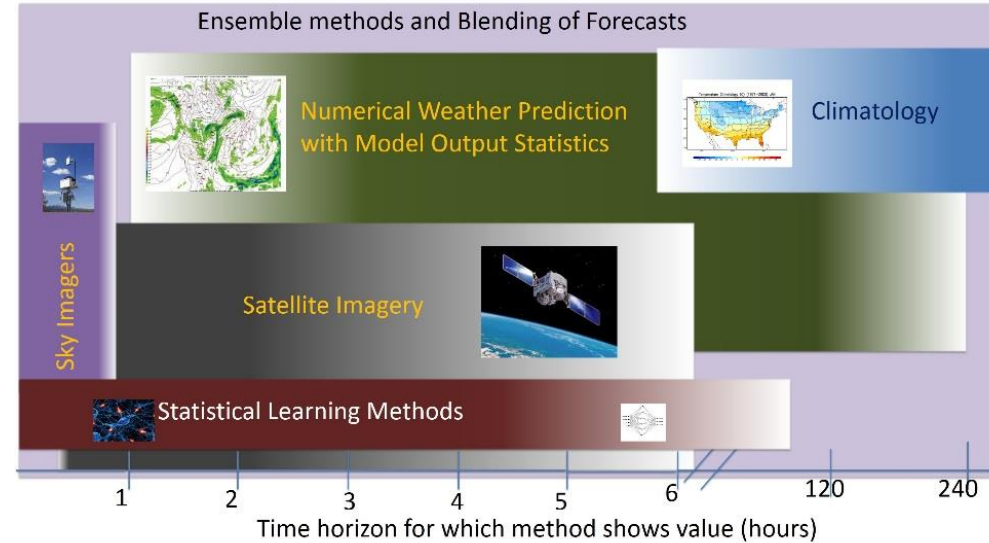 Ensemble methods and Blending of Forecasts
Numerical Weather Prediction
with Model Output Statistics
Climatology
Sky Imagers
Satellite Imagery
Statistical Learning Methods
1 2 3 4 5 6 120 240
Time horizon for which method shows value (hours)